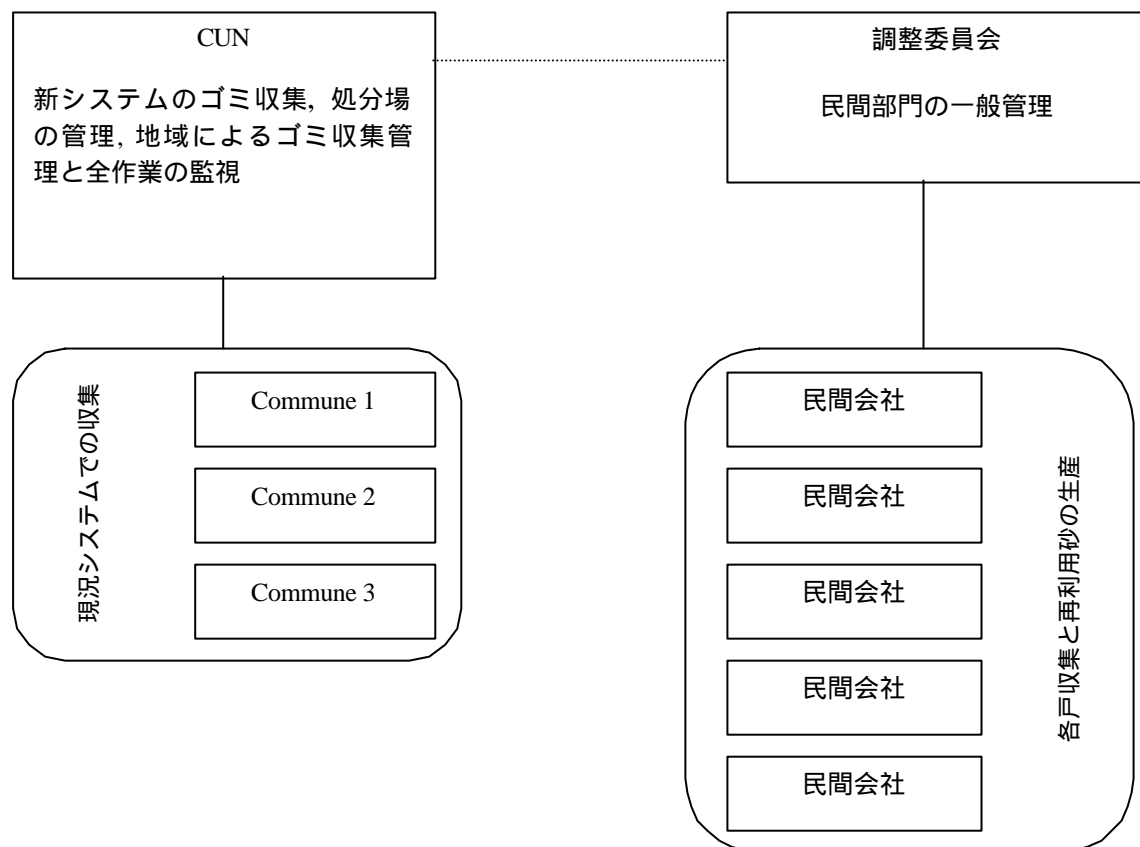 CUN
新システムのゴミ収集, 処分場
の管理, 地域によるゴミ収集管
理と全作業の監視
調整委員会
民間部門の一般管理
現況システムでの収集
Commune 1
Commune 2
Commune 3
民間会社
民間会社
民間会社
民間会社
民間会社
各戸収集と再利用砂の生産